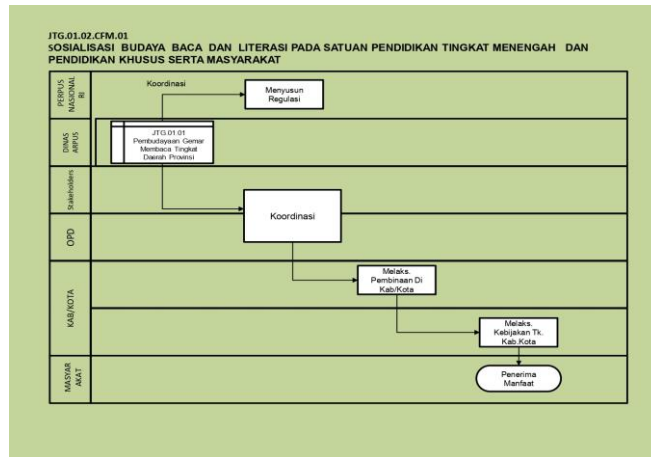 JTG.01.02.CFM.01
SOSIALISASI BUDAYA BACA DAN LITERASI PADA SATUAN PENDIDIKAN TINGKAT MENENGAH DAN
PENDIDIKAN KHUSUS SERTA MASYARAKAT
PERPUS
NASIONAL
RI
Koordinasi
Menyusun
Regulasi
DINAS
ARPUS
JTG.01.01
Pembudayaan Gemar
Membaca Tingkat
Daerah Provinsi
Stakeholders
Koordinasi
OPD
KAB/KOTA
Melaks.
Pembinaan Di
Kab/Kota
Melaks.
Kebijakan Tk.
Kab.Kota
MASYAR
AKAT
Penerima
Manfaat